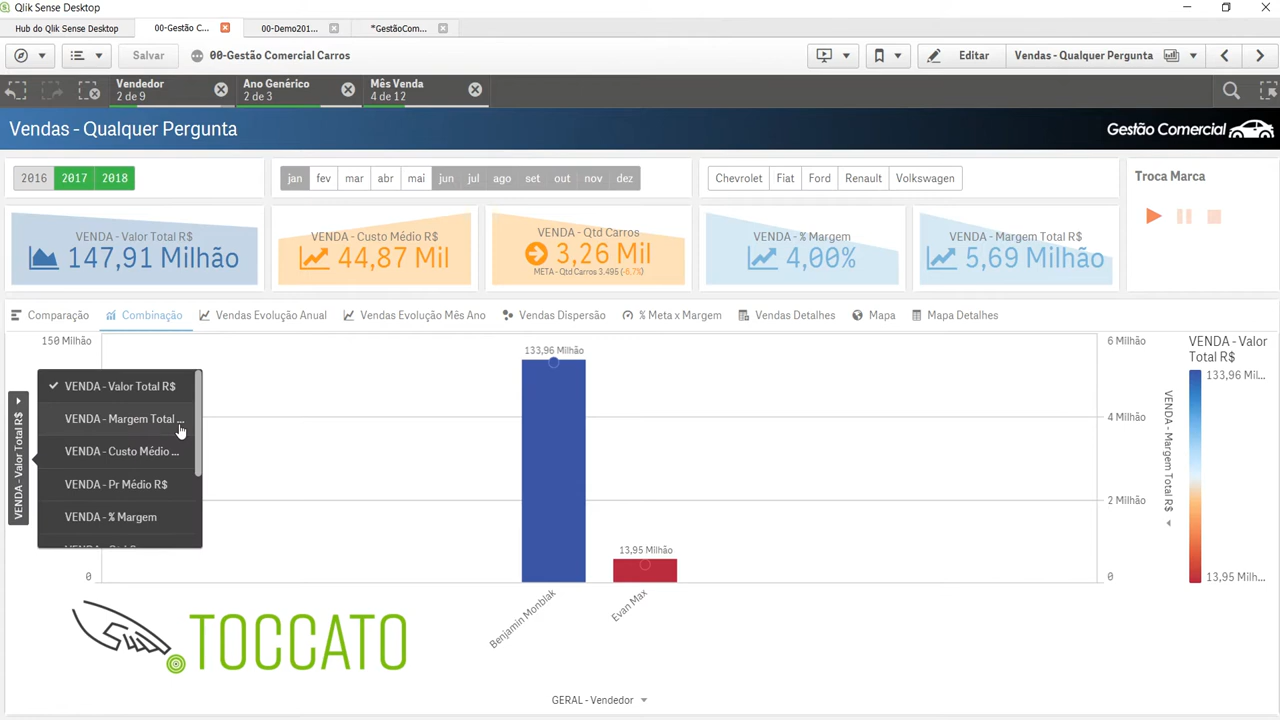 Qlik Sense Desktop
Hub do Qlik Sense Desktop
00-Gestão C...
00-Demo201...
*GestãoCom...
Salvar
00-Gestão Comercial Carros
Editar
Vendas - Qualquer Pergunta
Vendedor
2 de 9
Ano Genérico
2 de 3
Mês Venda
4 de 12
Vendas - Qualquer Pergunta
Gestão Comercial
2016 2017 2018
jan fev mar abr mai jun jul ago set out nov dez
Chevrolet Fiat Ford Renault Volkswagen
Troca Marca
VENDA - Valor Total R$
147,91 Milhão
VENDA - Custo Médio R$
44,87 Mil
VENDA - Qtd Carros
3,26 Mil
META - Qtd Carros 3.495 (-6,7%)
VENDA - % Margem
4,00%
VENDA - Margem Total R$
5,69 Milhão
Comparação
Combinação
Vendas Evolução Anual
Vendas Evolução Mês Ano
Vendas Dispersão
% Meta x Margem
Vendas Detalhes
Mapa
Mapa Detalhes
150 Milhão
0
VENDA - Valor Total R$
VENDA - Valor Total R$
VENDA - Margem Total ...
VENDA - Custo Médio ...
VENDA - Pr Médio R$
VENDA - % Margem
133,96 Milhão
13,95 Milhão
Benjamin Monblak
Evan Max
GERAL - Vendedor
6 Milhão
4 Milhão
2 Milhão
0
VENDA - Margem Total R$
VENDA - Valor
Total R$
133,96 Mil...
13,95 Milh...
TOCCATO